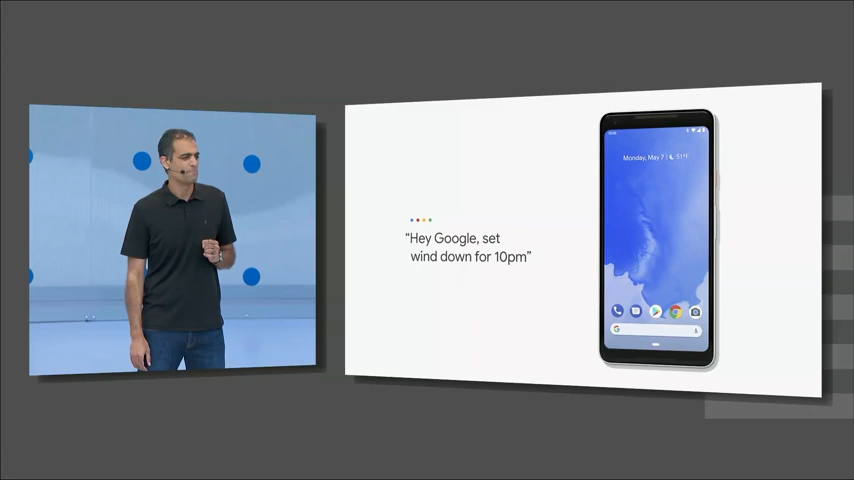 Monday, May 7 | 51°F
"Hey Google, set
wind down for 10pm"
G